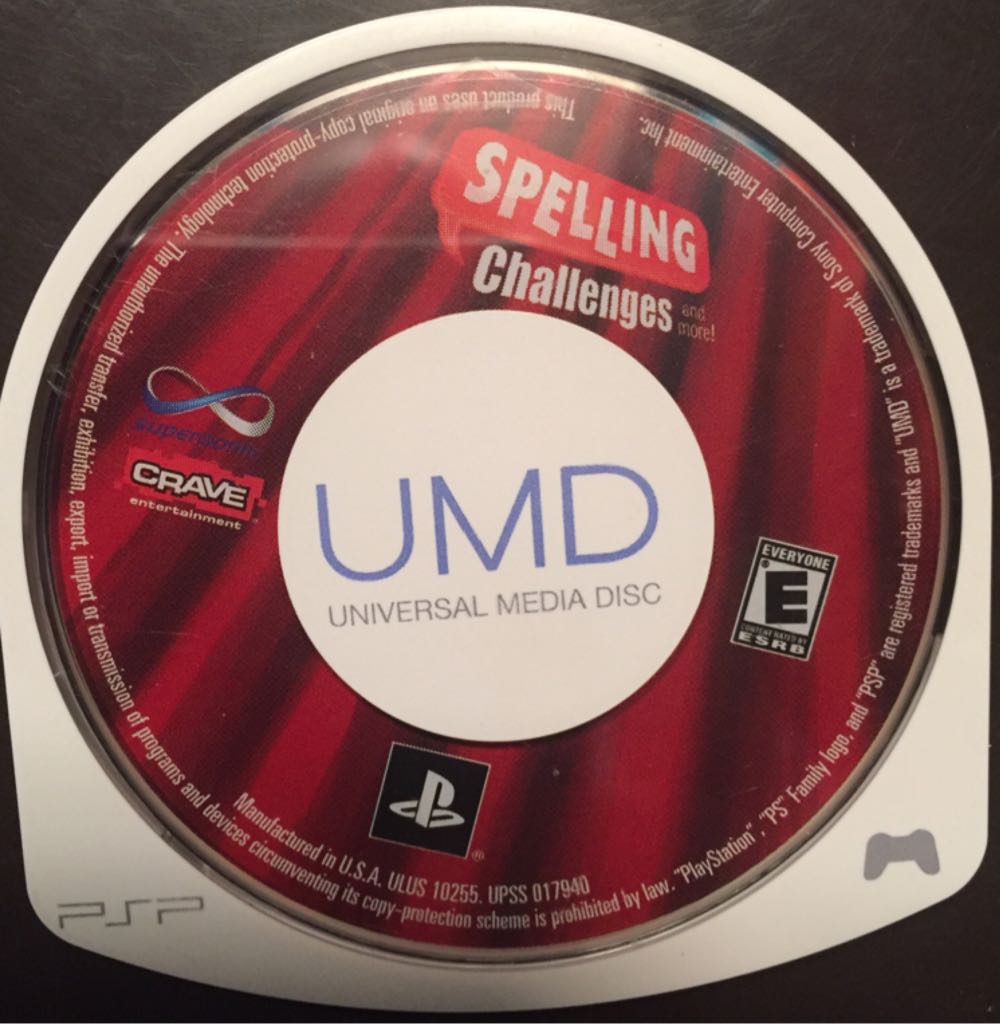 SPELLING
Challenges
and
more!
supersonic
CRAVE
entertainment
UMD
UNIVERSAL MEDIA DISC
EVERYONE
E
CONTENT RATED BY
ESRB
®
Manufactured in U.S.A. ULUS 10255. UPSS 017940
This product uses an original copy-protection technology. The unauthorized transfer, exhibition, export, import or transmission of programs and devices circumventing its copy-protection scheme is prohibited by law. "PlayStation", "PS" Family logo, and "PSP" are registered trademarks and "UMD" is a trademark of Sony Computer Entertainment Inc.
PSP